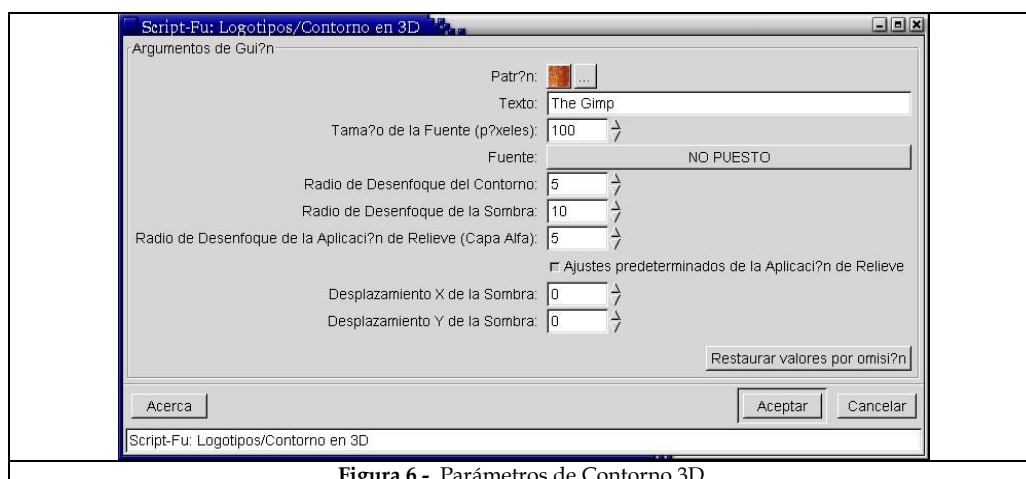 Script-Fu: Logotipos/Contorno en 3D
Argumentos de Gui?n
Patr?n: ...
Texto: The Gimp
Tama?o de la Fuente (p?xeles): 100
Fuente: NO PUESTO
Radio de Desenfoque del Contorno: 5
Radio de Desenfoque de la Sombra: 10
Radio de Desenfoque de la Aplicaci?n de Relieve (Capa Alfa): 5
Ajustes predeterminados de la Aplicaci?n de Relieve
Desplazamiento X de la Sombra: 0
Desplazamiento Y de la Sombra: 0
Restaurar valores por omisi?n
Acerca Aceptar Cancelar
Script-Fu: Logotipos/Contorno en 3D
Figura 6 - Parámetros de Contorno 3D